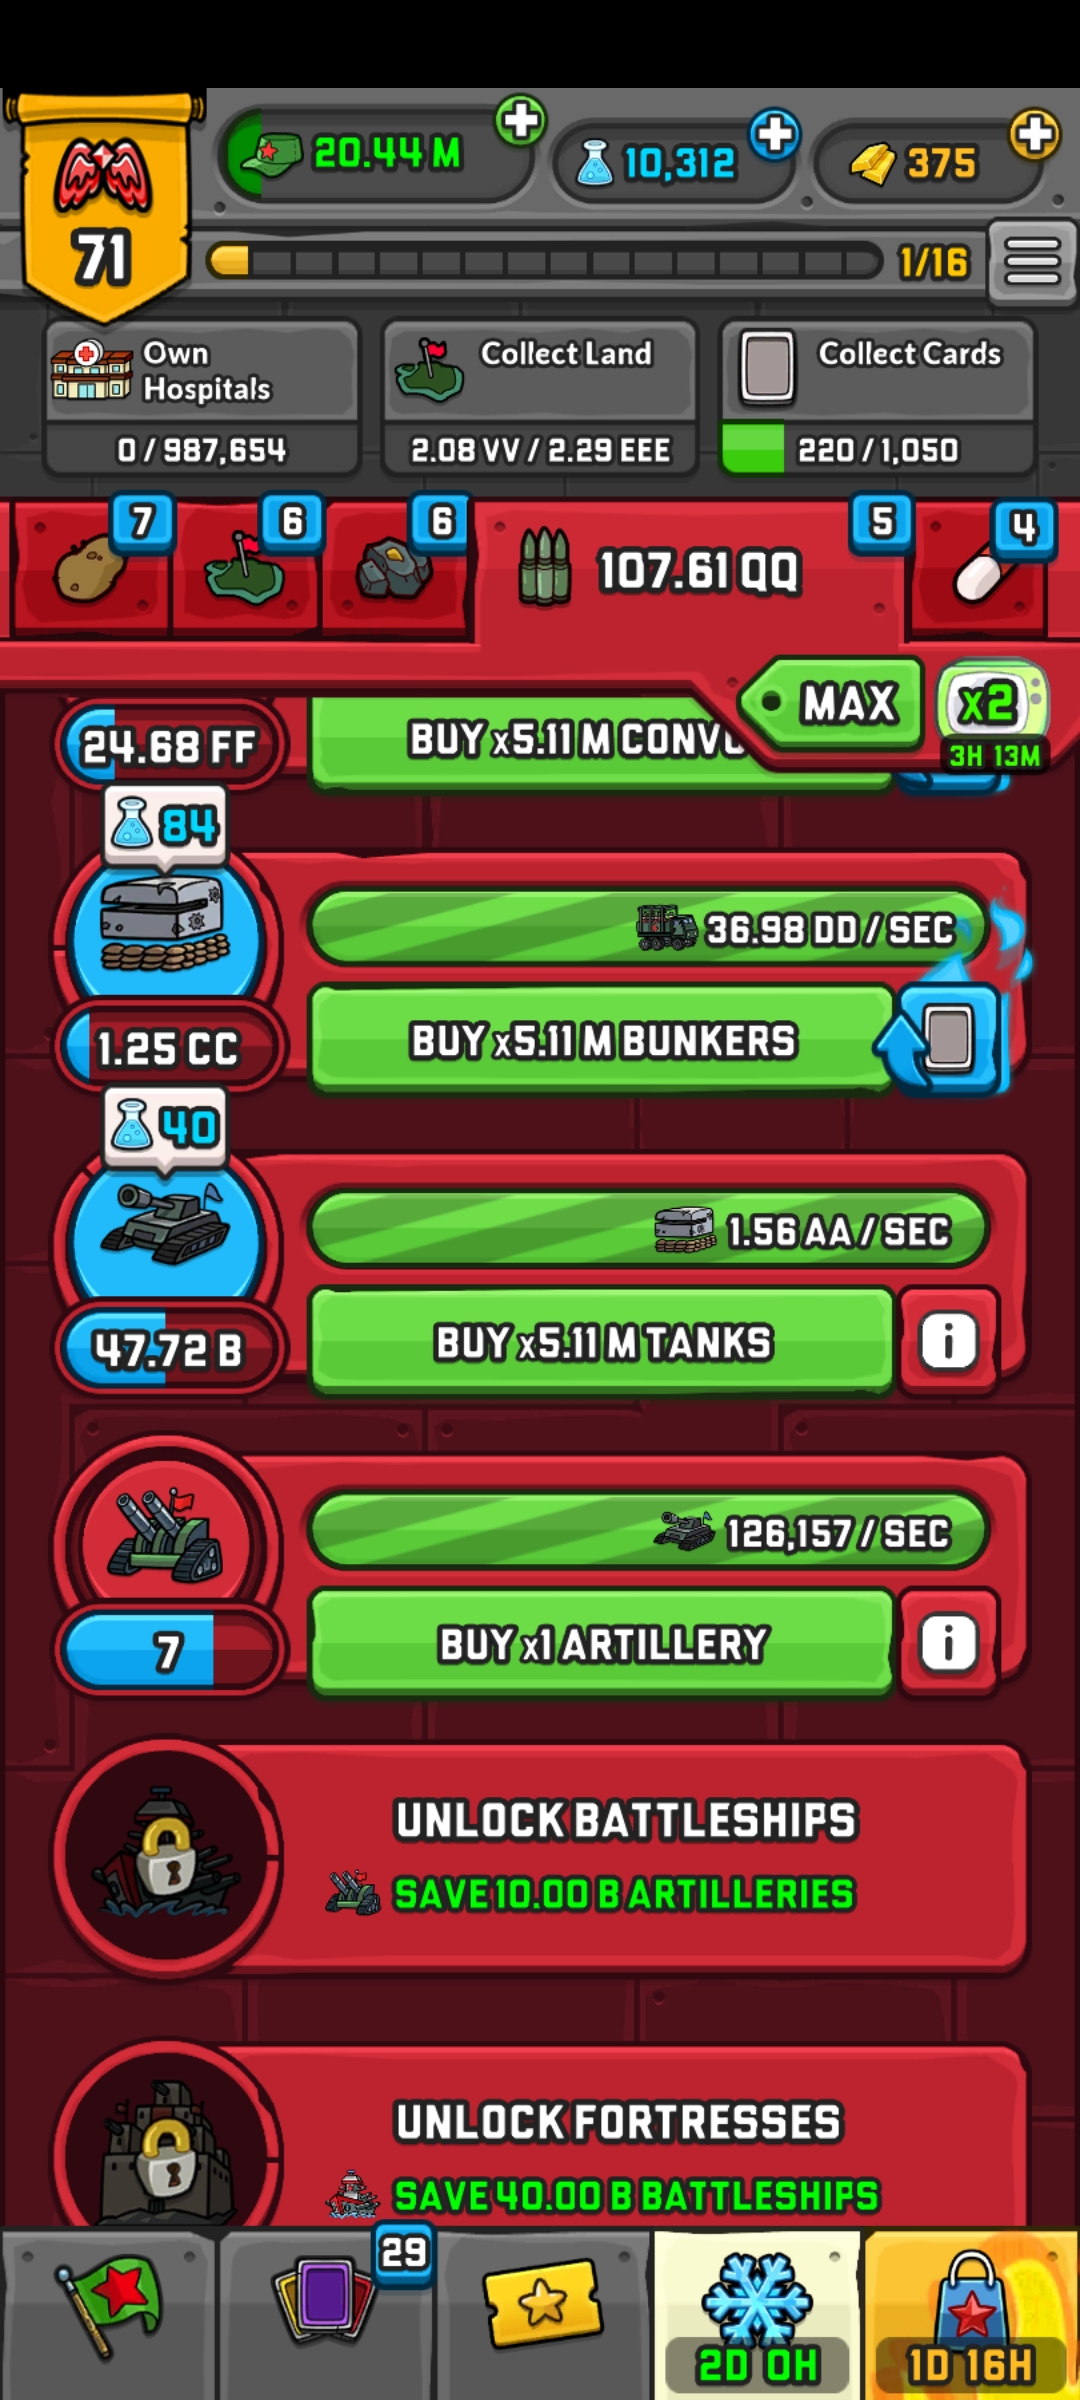 71
20.44 M
10,312
375
1/16
Own
Hospitals
0 / 987,654
Collect Land
2.08 VV / 2.29 EEE
Collect Cards
220 / 1,050
7
6
6
107.61 QQ
5
4
MAX
x2
3H 13M
24.68 FF
BUY x5.11 M CONVO
84
36.98 DD / SEC
1.25 CC
BUY x5.11 M BUNKERS
40
1.56 AA / SEC
47.72 B
BUY x5.11 M TANKS
i
126,157 / SEC
7
BUY x1 ARTILLERY
i
UNLOCK BATTLESHIPS
SAVE 10.00 B ARTILLERIES
UNLOCK FORTRESSES
SAVE 40.00 B BATTLESHIPS
29
2D 0H
1D 16H